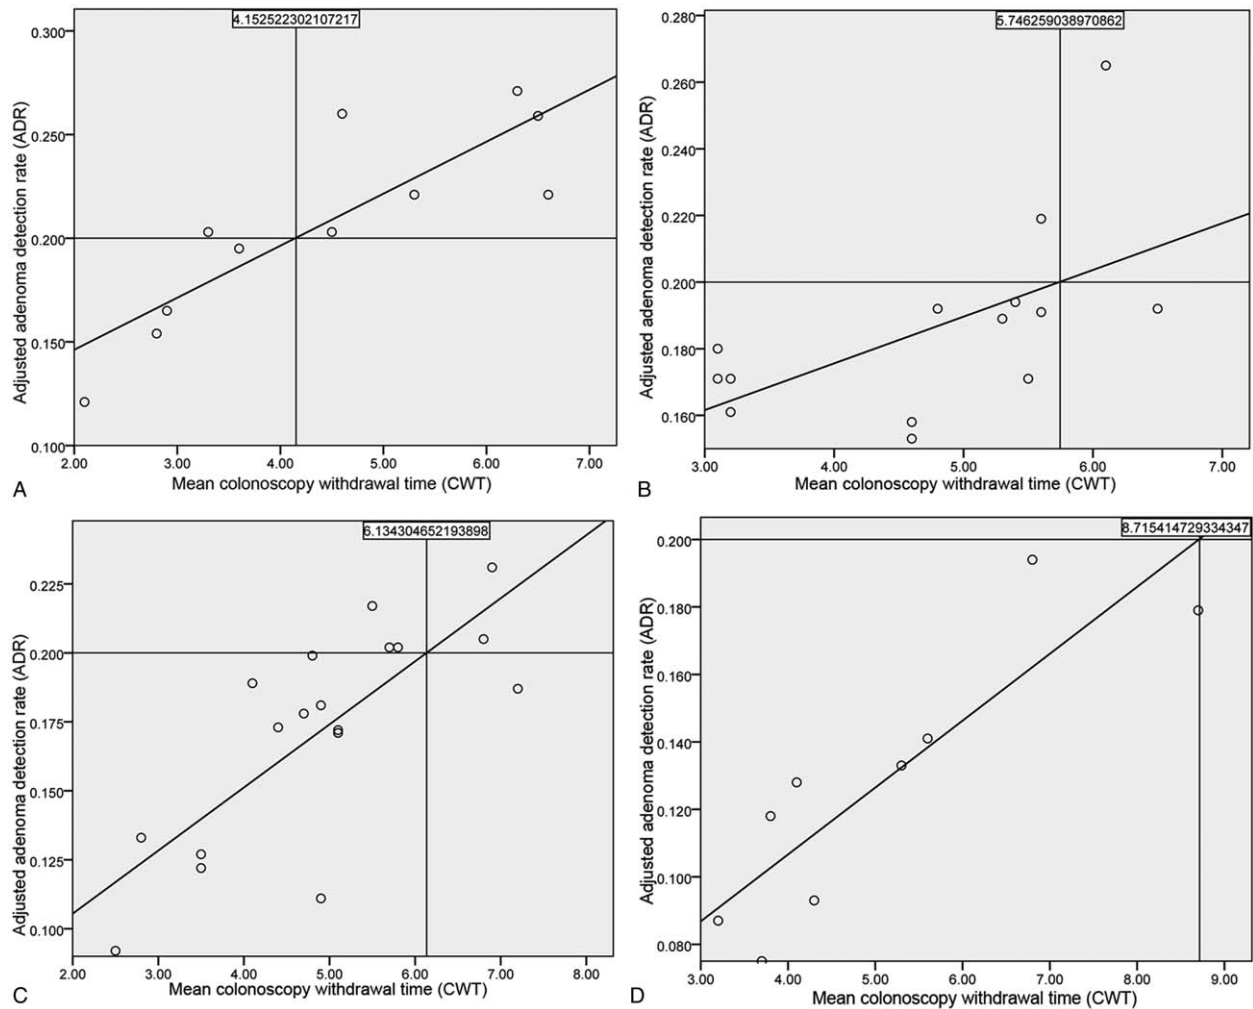 4.152522302107217
0.300
0.250
0.200
0.150
0.100
2.00 3.00 4.00 5.00 6.00 7.00
Adjusted adenoma detection rate (ADR)
Mean colonoscopy withdrawal time (CWT)
A
5.746259038970862
0.280
0.260
0.240
0.220
0.200
0.180
0.160
3.00 4.00 5.00 6.00 7.00
Adjusted adenoma detection rate (ADR)
Mean colonoscopy withdrawal time (CWT)
B
6.134304652193898
0.225
0.200
0.175
0.150
0.125
0.100
2.00 3.00 4.00 5.00 6.00 7.00 8.00
Adjusted adenoma detection rate (ADR)
Mean colonoscopy withdrawal time (CWT)
C
8.715414729334347
0.200
0.180
0.160
0.140
0.120
0.100
0.080
3.00 4.00 5.00 6.00 7.00 8.00 9.00
Adjusted adenoma detection rate (ADR)
Mean colonoscopy withdrawal time (CWT)
D